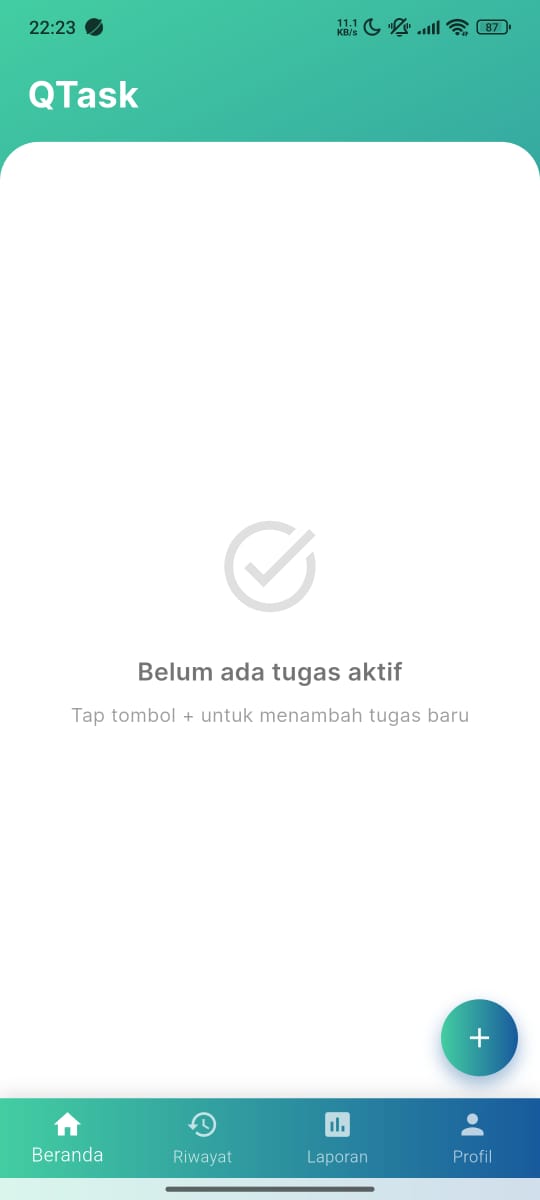 22:23
11.1
KB/s
87
QTask
Belum ada tugas aktif
Tap tombol + untuk menambah tugas baru
+
Beranda
Riwayat
Laporan
Profil